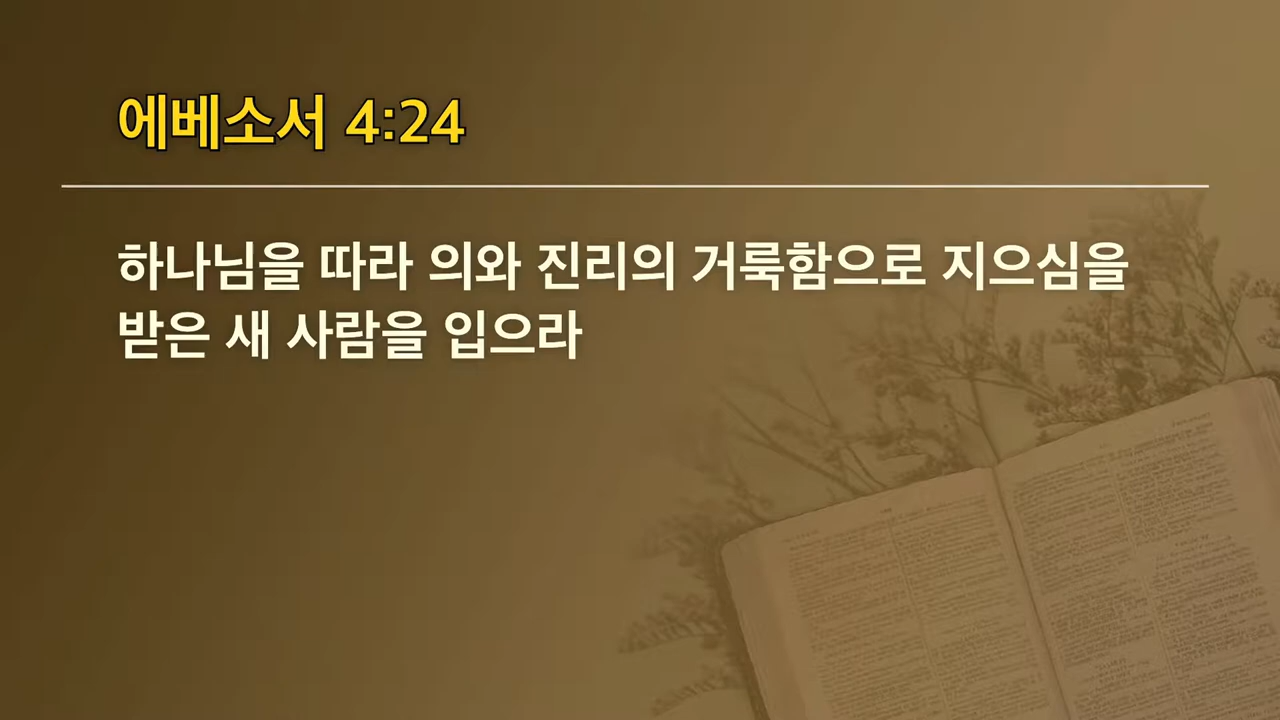 에베소서 4:24
하나님을 따라 의와 진리의 거룩함으로 지으심을
받은 새 사람을 입으라